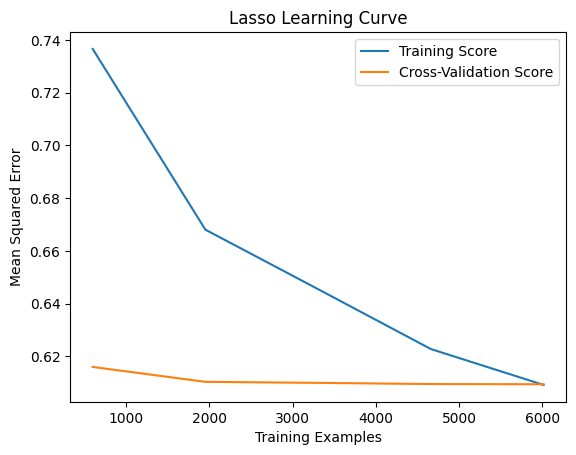 Lasso Learning Curve
Training Score
Cross-Validation Score
0.74
0.72
0.70
0.68
0.66
0.64
0.62
Mean Squared Error
1000 2000 3000 4000 5000 6000
Training Examples